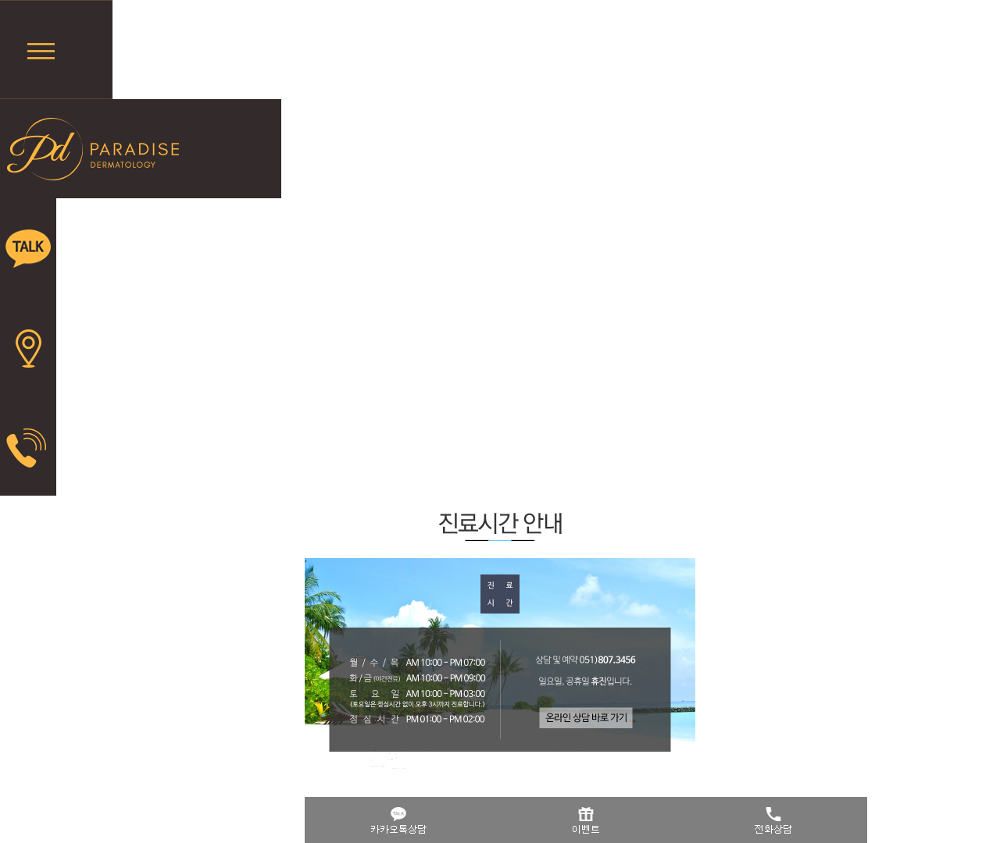 Pd PARADISE
DERMATOLOGY
TALK
진료시간 안내
진 료
시 간
월 / 수 / 목 AM 10:00 - PM 07:00
화 / 금 (야간진료) AM 10:00 - PM 09:00
토 요 일 AM 10:00 - PM 03:00
(토요일은 점심시간 없이 오후 3시까지 진료합니다.)
점 심 시 간 PM 01:00 - PM 02:00
상담 및 예약 051)807.3456
일요일, 공휴일 휴진입니다.
온라인 상담 바로 가기
TALK
카카오톡상담
이벤트
전화상담